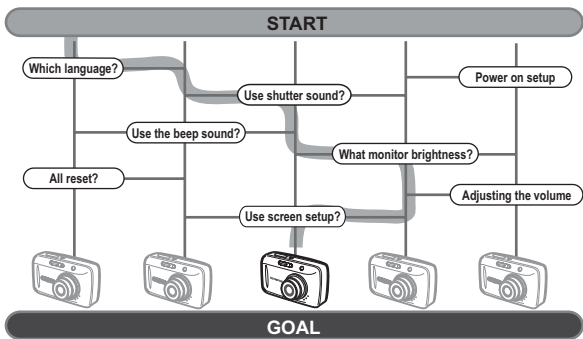 START
Which language?
Power on setup
Use shutter sound?
Use the beep sound?
What monitor brightness?
All reset?
Adjusting the volume
Use screen setup?
GOAL